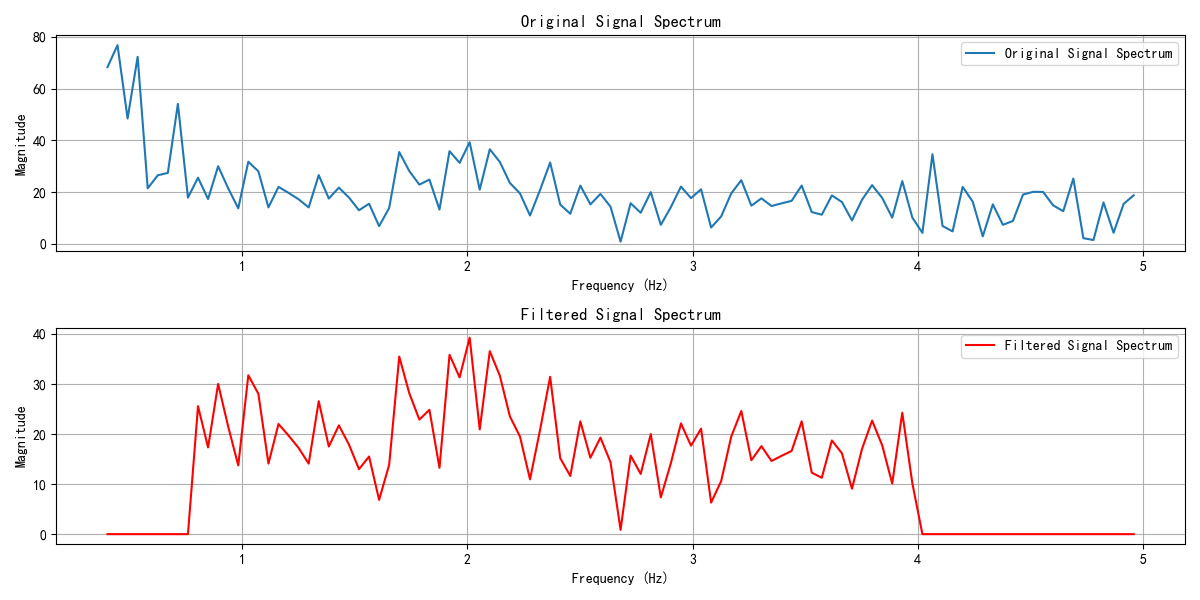 Original Signal Spectrum
80
60
40
20
0
Magnitude
Original Signal Spectrum
1 2 3 4 5
Frequency (Hz)
Filtered Signal Spectrum
40
30
20
10
0
Magnitude
Filtered Signal Spectrum
1 2 3 4 5
Frequency (Hz)